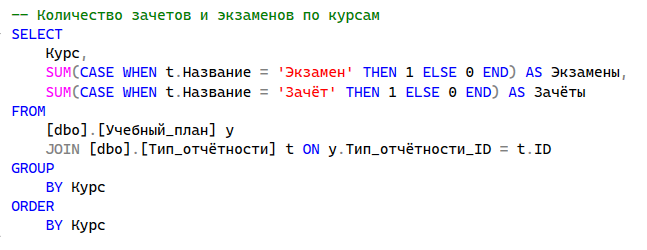 -- Количество зачетов и экзаменов по курсам
SELECT
Курс,
SUM(CASE WHEN t.Название = 'Экзамен' THEN 1 ELSE 0 END) AS Экзамены,
SUM(CASE WHEN t.Название = 'Зачёт' THEN 1 ELSE 0 END) AS Зачёты
FROM
[dbo].[Учебный_план] y
JOIN [dbo].[Тип_отчётности] t ON y.Тип_отчётности_ID = t.ID
GROUP
BY Курс
ORDER
BY Курс